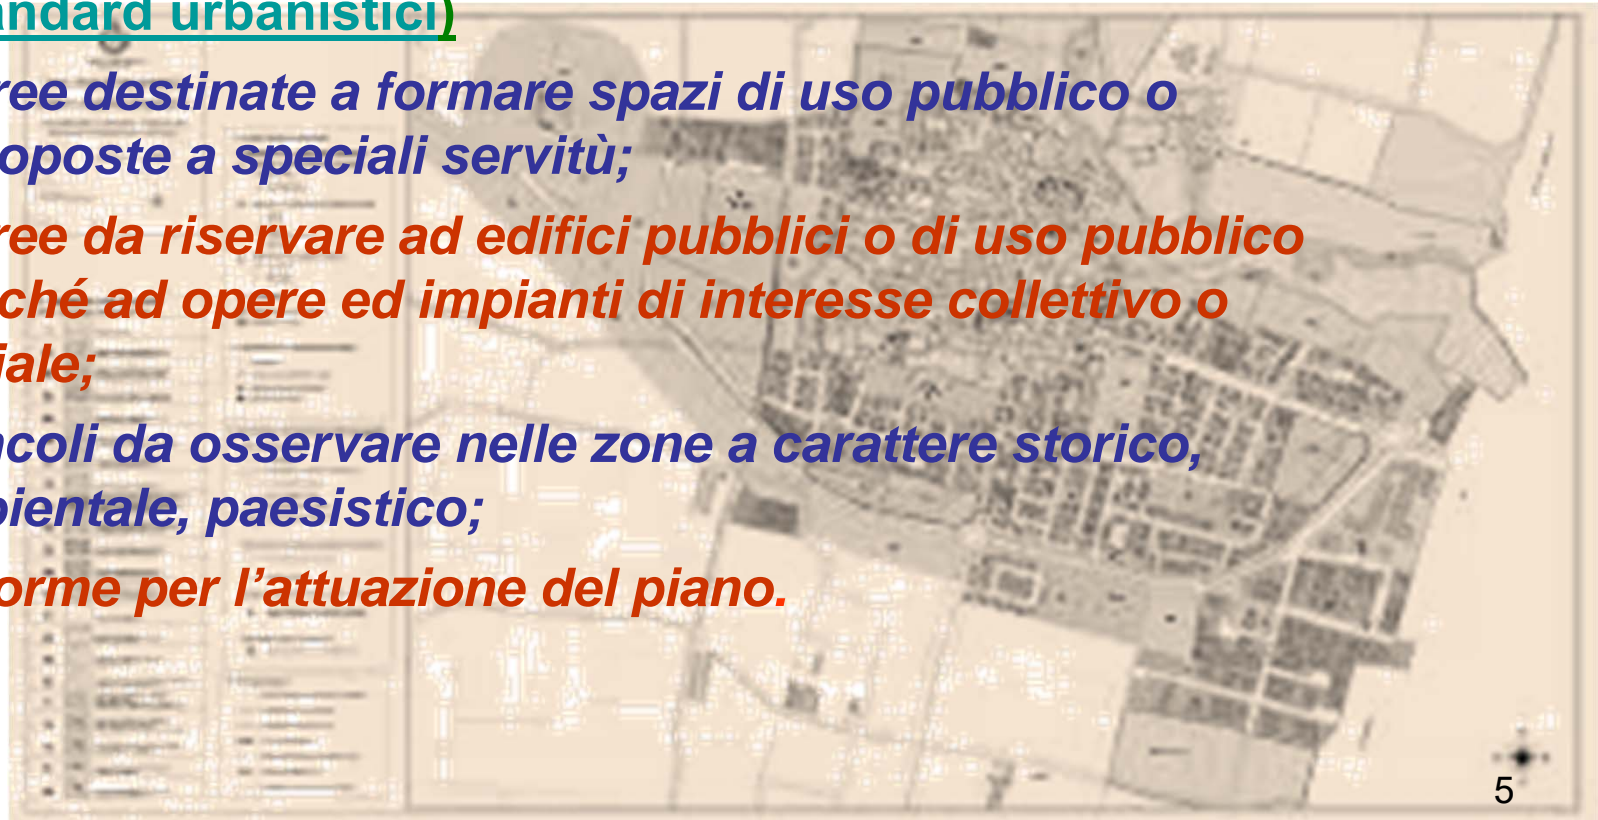 andard urbanistici)
ree destinate a formare spazi di uso pubblico o
oposte a speciali servitù;
ree da riservare ad edifici pubblici o di uso pubblico
ché ad opere ed impianti di interesse collettivo o
iale;
ncoli da osservare nelle zone a carattere storico,
bientale, paesistico;
orme per l’attuazione del piano.
5